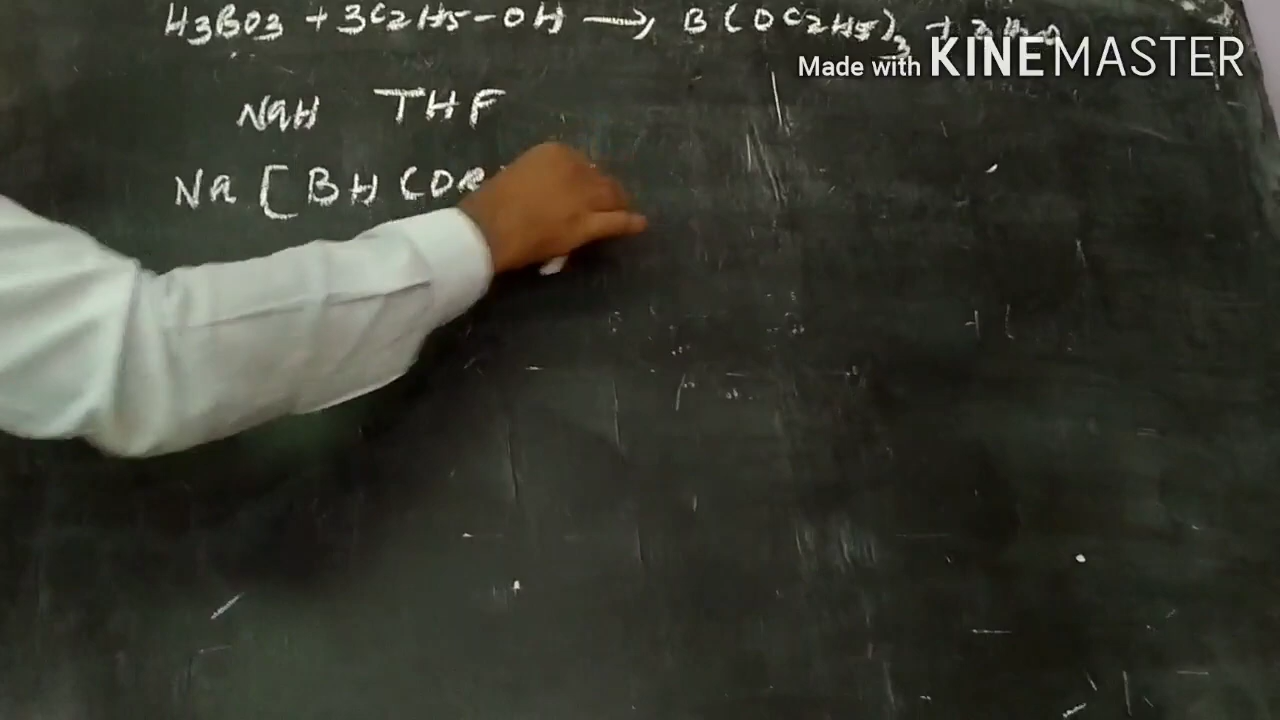 H3BO3 + 3C2H5-OH → B(OC2H5)3 + 3H2O
Made with KINEMASTER
NaH THF
Na [BH(OR